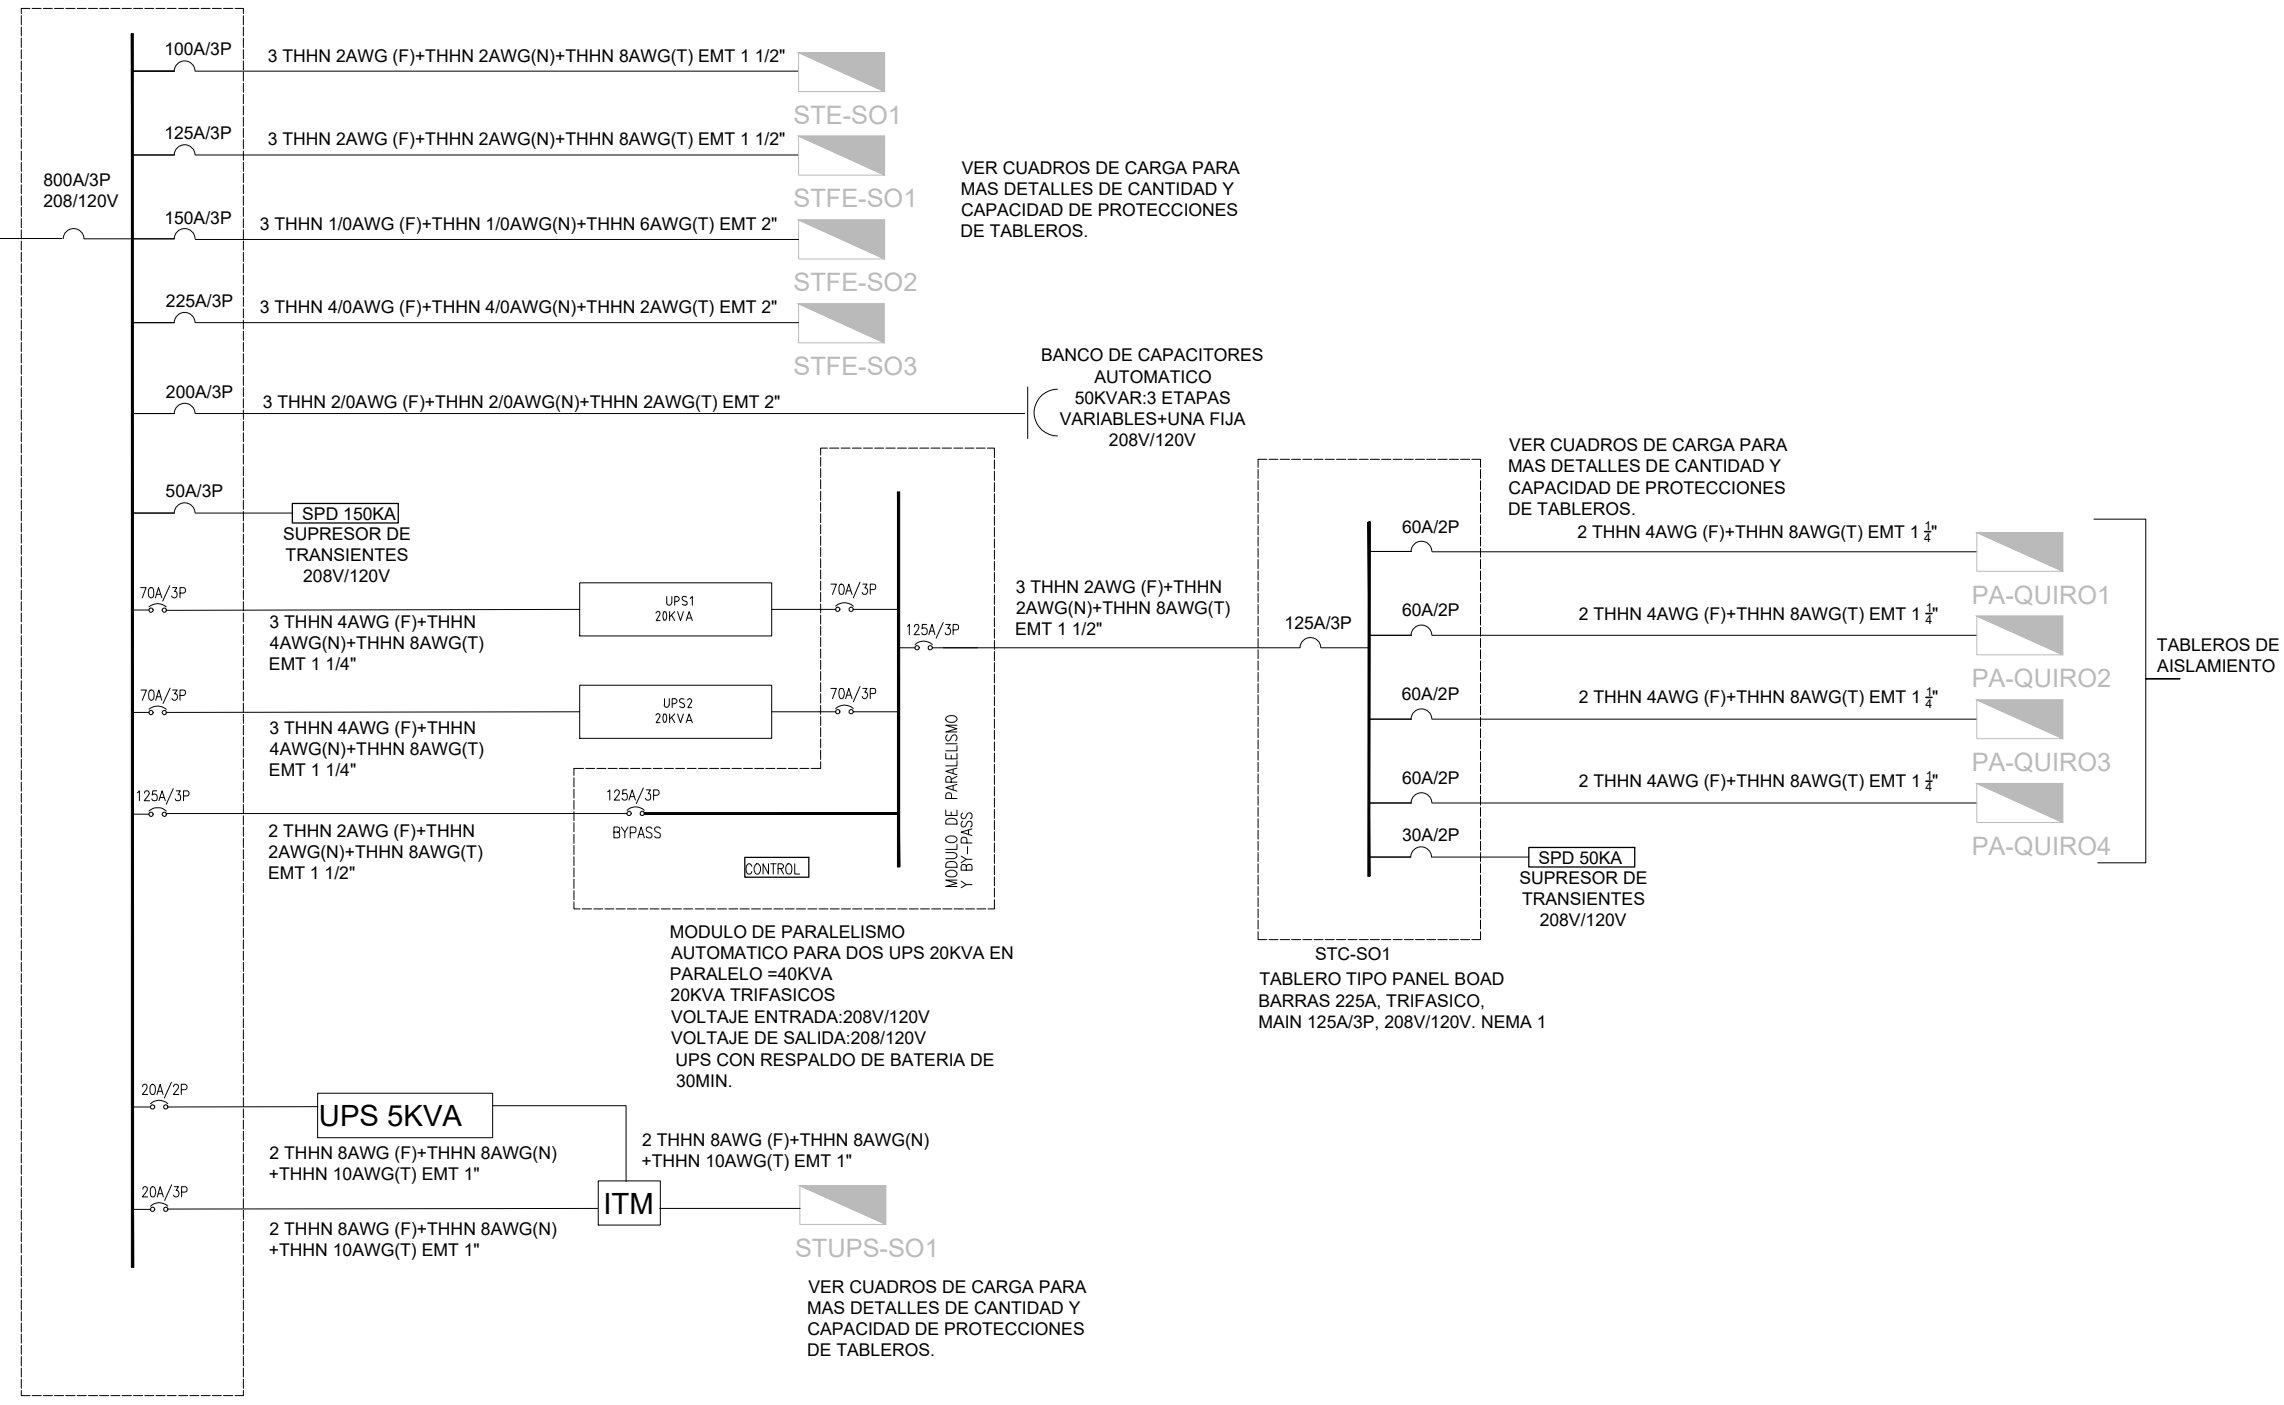 800A/3P
208/120V
100A/3P
3 THHN 2AWG (F)+THHN 2AWG(N)+THHN 8AWG(T) EMT 1 1/2"
STE-SO1
125A/3P
3 THHN 2AWG (F)+THHN 2AWG(N)+THHN 8AWG(T) EMT 1 1/2"
STFE-SO1
150A/3P
3 THHN 1/0AWG (F)+THHN 1/0AWG(N)+THHN 6AWG(T) EMT 2"
STFE-SO2
225A/3P
3 THHN 4/0AWG (F)+THHN 4/0AWG(N)+THHN 2AWG(T) EMT 2"
STFE-SO3
VER CUADROS DE CARGA PARA
MAS DETALLES DE CANTIDAD Y
CAPACIDAD DE PROTECCIONES
DE TABLEROS.
200A/3P
3 THHN 2/0AWG (F)+THHN 2/0AWG(N)+THHN 2AWG(T) EMT 2"
BANCO DE CAPACITORES
AUTOMATICO
50KVAR:3 ETAPAS
VARIABLES+UNA FIJA
208V/120V
50A/3P
SPD 150KA
SUPRESOR DE
TRANSIENTES
208V/120V
70A/3P
3 THHN 4AWG (F)+THHN
4AWG(N)+THHN 8AWG(T)
EMT 1 1/4"
UPS1
20KVA
70A/3P
70A/3P
3 THHN 4AWG (F)+THHN
4AWG(N)+THHN 8AWG(T)
EMT 1 1/4"
UPS2
20KVA
70A/3P
125A/3P
2 THHN 2AWG (F)+THHN
2AWG(N)+THHN 8AWG(T)
EMT 1 1/2"
125A/3P
BYPASS
CONTROL
125A/3P
MODULO DE PARALELISMO
Y BY-PASS
MODULO DE PARALELISMO
AUTOMATICO PARA DOS UPS 20KVA EN
PARALELO =40KVA
20KVA TRIFASICOS
VOLTAJE ENTRADA:208V/120V
VOLTAJE DE SALIDA:208/120V
UPS CON RESPALDO DE BATERIA DE
30MIN.
3 THHN 2AWG (F)+THHN
2AWG(N)+THHN 8AWG(T)
EMT 1 1/2"
125A/3P
VER CUADROS DE CARGA PARA
MAS DETALLES DE CANTIDAD Y
CAPACIDAD DE PROTECCIONES
DE TABLEROS.
60A/2P
2 THHN 4AWG (F)+THHN 8AWG(T) EMT 1 1/4"
PA-QUIRO1
60A/2P
2 THHN 4AWG (F)+THHN 8AWG(T) EMT 1 1/4"
PA-QUIRO2
60A/2P
2 THHN 4AWG (F)+THHN 8AWG(T) EMT 1 1/4"
PA-QUIRO3
60A/2P
2 THHN 4AWG (F)+THHN 8AWG(T) EMT 1 1/4"
PA-QUIRO4
TABLEROS DE
AISLAMIENTO
30A/2P
SPD 50KA
SUPRESOR DE
TRANSIENTES
208V/120V
STC-SO1
TABLERO TIPO PANEL BOAD
BARRAS 225A, TRIFASICO,
MAIN 125A/3P, 208V/120V. NEMA 1
20A/2P
UPS 5KVA
2 THHN 8AWG (F)+THHN 8AWG(N)
+THHN 10AWG(T) EMT 1"
2 THHN 8AWG (F)+THHN 8AWG(N)
+THHN 10AWG(T) EMT 1"
20A/3P
2 THHN 8AWG (F)+THHN 8AWG(N)
+THHN 10AWG(T) EMT 1"
ITM
STUPS-SO1
VER CUADROS DE CARGA PARA
MAS DETALLES DE CANTIDAD Y
CAPACIDAD DE PROTECCIONES
DE TABLEROS.